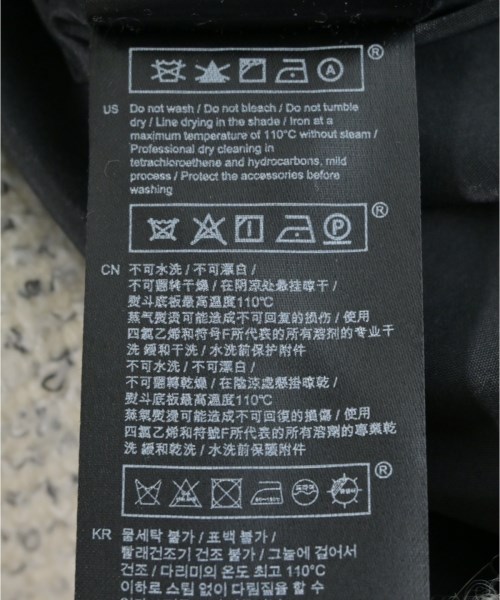 ®
A
US Do not wash / Do not bleach / Do not tumble
dry / Line drying in the shade / Iron at a
maximum temperature of 110°C without steam /
Professional dry cleaning in
tetrachloroethene and hydrocarbons, mild
process / Protect the accessories before
washing
®
P
CN 不可水洗 / 不可漂白 /
不可翻转干燥 / 在阴凉处悬挂晾干 /
熨斗底板最高温度110°C
蒸气熨烫可能造成不可回复的损伤 / 使用
四氯乙烯和符号F所代表的所有溶剂的专业干
洗 缓和干洗 / 水洗前保护附件
不可水洗 / 不可漂白 /
不可翻轉乾燥 / 在陰涼處懸掛晾乾 /
熨斗底板最高溫度110°C
蒸氣熨燙可能造成不可回復的損傷 / 使用
四氯乙烯和符號F所代表的所有溶劑的專業乾
洗 緩和乾洗 / 水洗前保護附件
®
KR 물세탁 불가 / 표백 불가 /
빨래건조기 건조 불가 / 그늘에 걸어서
건조 / 다리미의 온도 최고 110°C
이하로 스팀 없이 다림질을 할 수